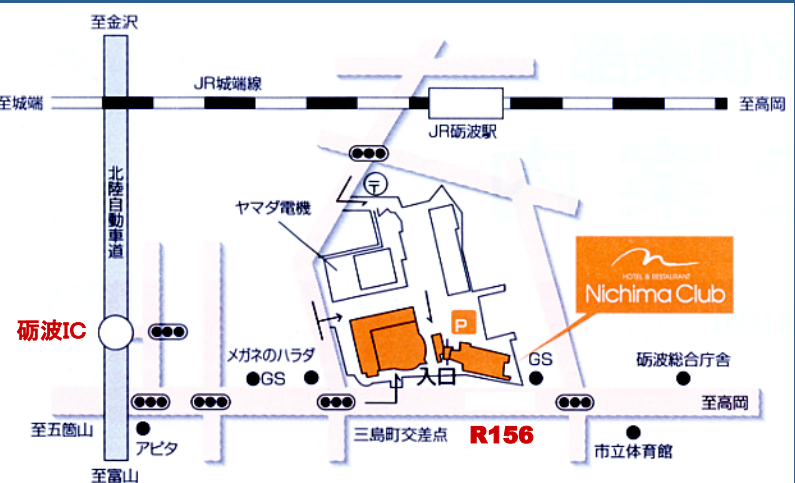 至金沢
JR城端線
至城端
至高岡
JR砺波駅
〒
北陸自動車道
ヤマダ電機
HOTEL & RESTAURANT
Nichima Club
P
砺波IC
メガネのハラダ
GS
入口
GS
砺波総合庁舎
至高岡
至五箇山
アピタ
三島町交差点
R156
市立体育館
至富山